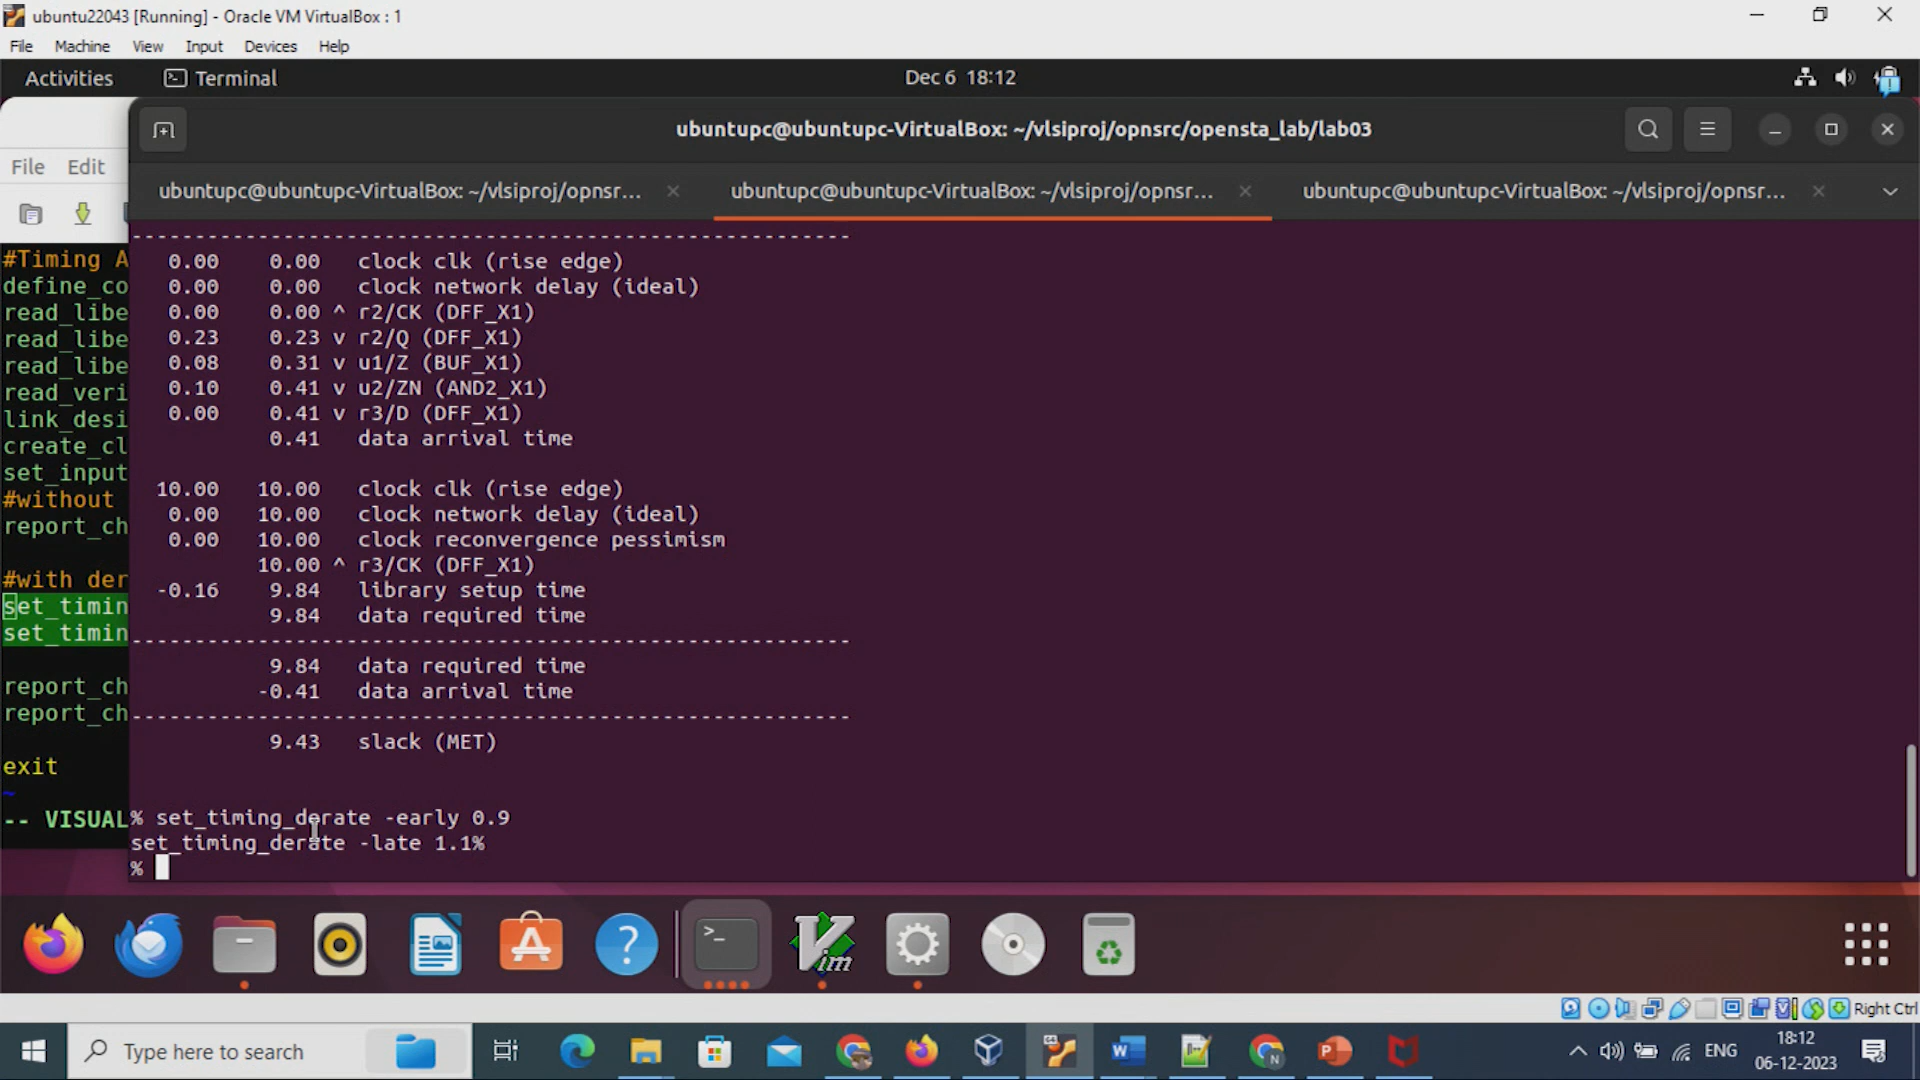 ubuntu22043 [Running] - Oracle VM VirtualBox : 1
File Machine View Input Devices Help
Activities Terminal Dec 6 18:12
ubuntupc@ubuntupc-VirtualBox: ~/vlsiproj/opnsrc/opensta_lab/lab03
File Edit
ubuntupc@ubuntupc-VirtualBox: ~/vlsiproj/opnsr... ubuntupc@ubuntupc-VirtualBox: ~/vlsiproj/opnsr... ubuntupc@ubuntupc-VirtualBox: ~/vlsiproj/opnsr...
#Timing A
define_co
read_libe
read_libe
read_libe
read_veri
link_desi
create_cl
set_input
#without
report_ch
#with der
set_timin
set_timin
report_ch
report_ch
exit
~
-- VISUAL
---------------------------------------------------------
0.00 0.00 clock clk (rise edge)
0.00 0.00 clock network delay (ideal)
0.00 0.00 ^ r2/CK (DFF_X1)
0.23 0.23 v r2/Q (DFF_X1)
0.08 0.31 v u1/Z (BUF_X1)
0.10 0.41 v u2/ZN (AND2_X1)
0.00 0.41 v r3/D (DFF_X1)
0.41 data arrival time
10.00 10.00 clock clk (rise edge)
0.00 10.00 clock network delay (ideal)
0.00 10.00 clock reconvergence pessimism
10.00 ^ r3/CK (DFF_X1)
-0.16 9.84 library setup time
9.84 data required time
---------------------------------------------------------
9.84 data required time
-0.41 data arrival time
---------------------------------------------------------
9.43 slack (MET)
% set_timing_derate -early 0.9
set_timing_derate -late 1.1%
%
Right Ctrl
Type here to search
ENG
18:12
06-12-2023